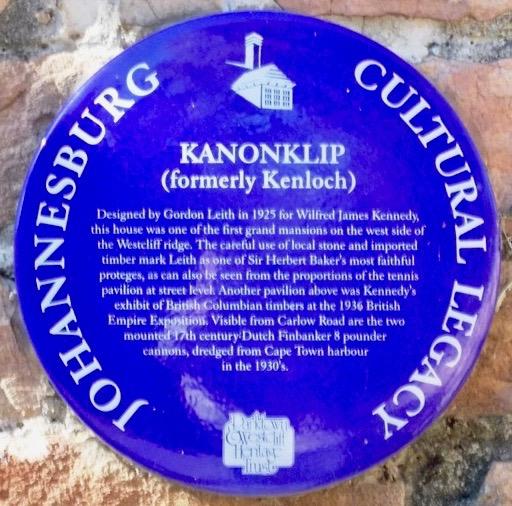 JOHANNESBURG
CULTURAL LEGACY
KANONKLIP
(formerly Kenloch)
Designed by Gordon Leith in 1925 for Wilfred James Kennedy,
this house was one of the first grand mansions on the west side of
the Westcliff ridge. The careful use of local stone and imported
timber mark Leith as one of Sir Herbert Baker's most faithful
proteges, as can also be seen from the proportions of the tennis
pavilion at street level. Another pavilion above was Kennedy's
exhibit of British Columbian timbers at the 1936 British
Empire Exposition. Visible from Carlow Road are the two
mounted 17th century Dutch Finbanker 8 pounder
cannons, dredged from Cape Town harbour
in the 1930's.
The
Parktown
& Westcliff
Heritage
Trust